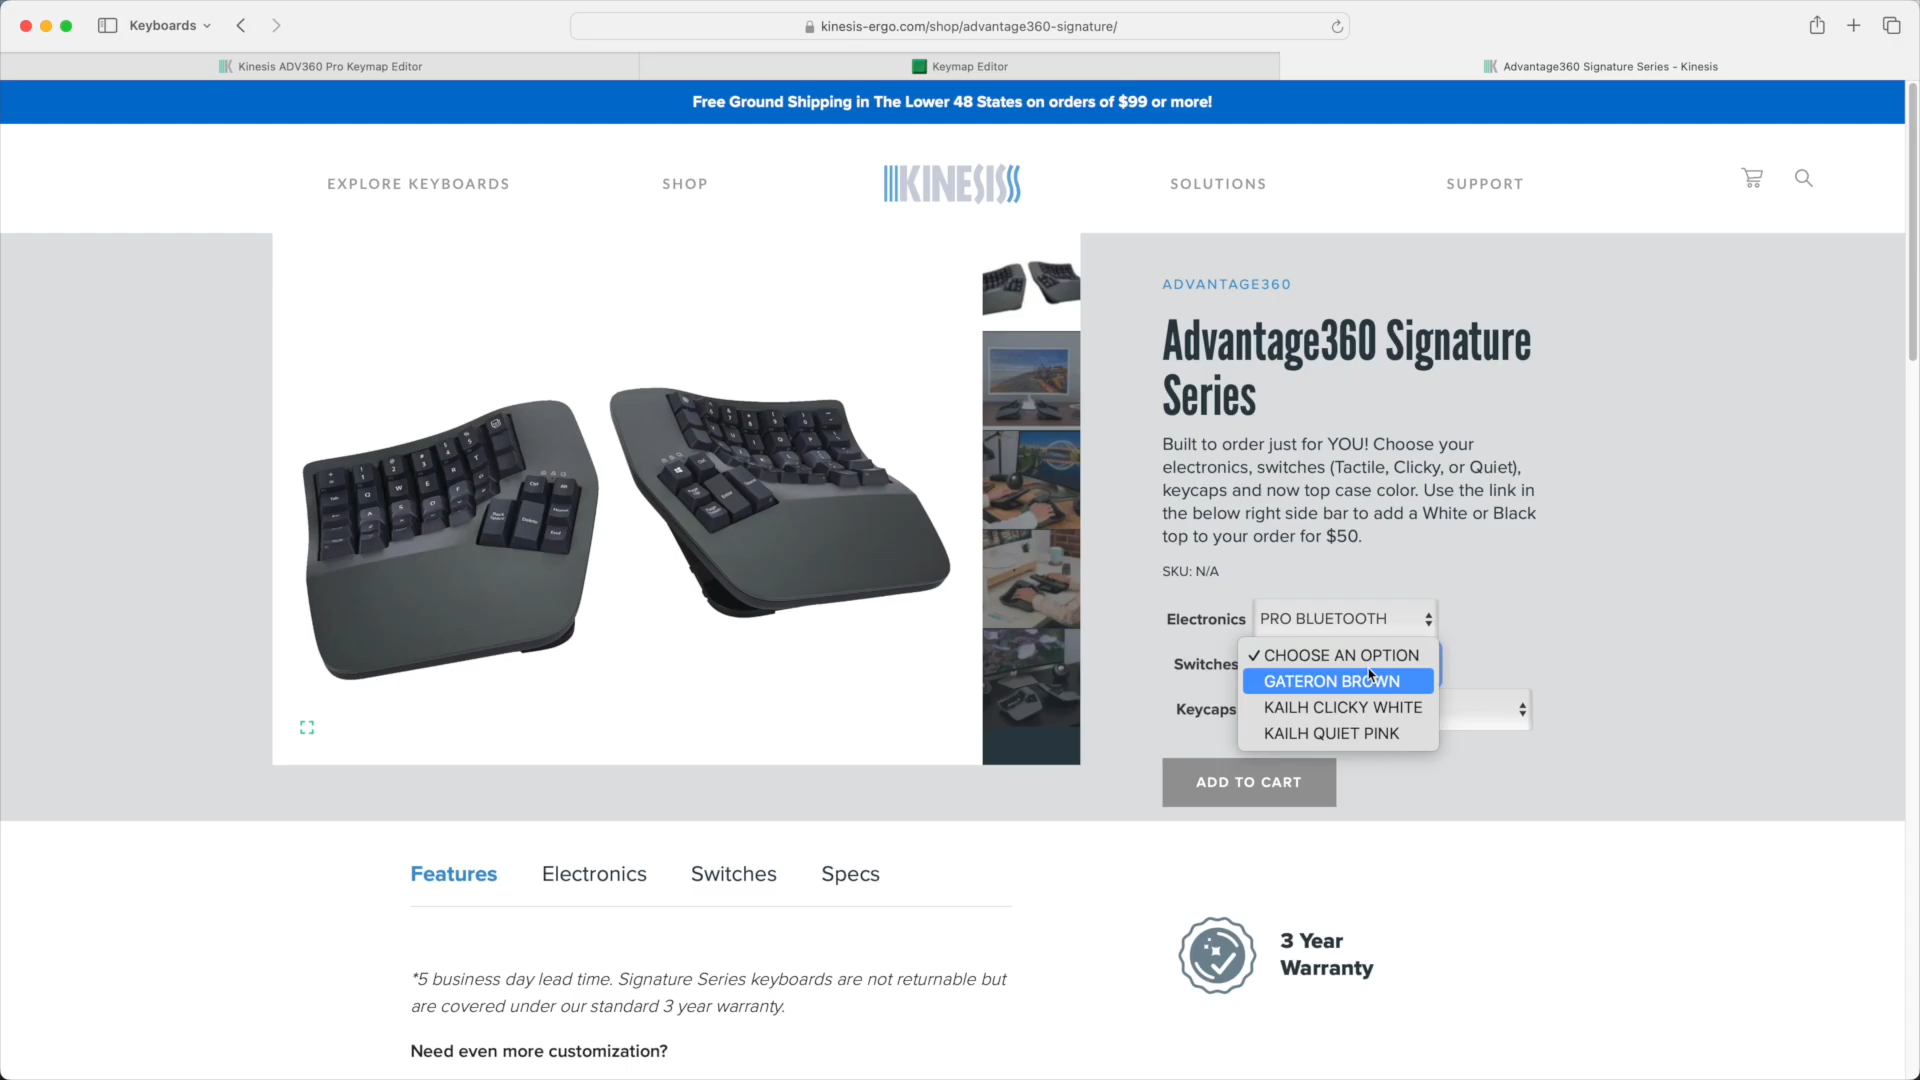 Keyboards
kinesis-ergo.com/shop/advantage360-signature/
Kinesis ADV360 Pro Keymap Editor
Keymap Editor
Advantage360 Signature Series - Kinesis
Free Ground Shipping in The Lower 48 States on orders of $99 or more!
EXPLORE KEYBOARDS
SHOP
KINESIS
SOLUTIONS
SUPPORT
ADVANTAGE360
Advantage360 Signature
Series
Built to order just for YOU! Choose your
electronics, switches (Tactile, Clicky, or Quiet),
keycaps and now top case color. Use the link in
the below right side bar to add a White or Black
top to your order for $50.
SKU: N/A
Electronics PRO BLUETOOTH
Switches
✓ CHOOSE AN OPTION
GATERON BROWN
KAILH CLICKY WHITE
KAILH QUIET PINK
Keycaps
ADD TO CART
Features Electronics Switches Specs
*5 business day lead time. Signature Series keyboards are not returnable but
are covered under our standard 3 year warranty.
Need even more customization?
3 Year
Warranty